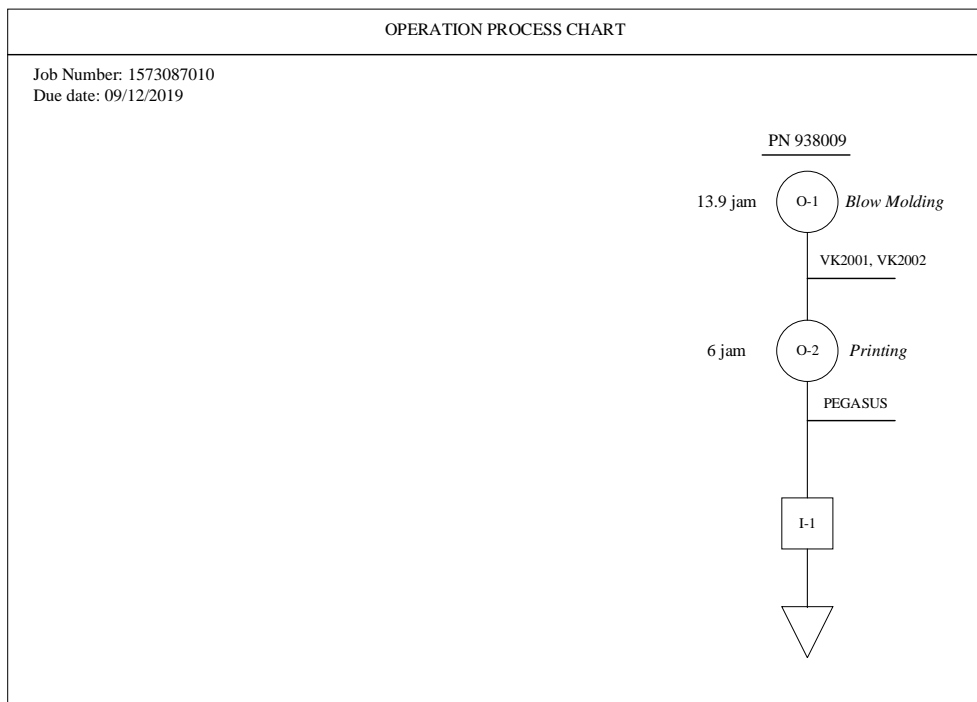 OPERATION PROCESS CHART
Job Number: 1573087010
Due date: 09/12/2019
PN 938009
13.9 jam O-1 Blow Molding
VK2001, VK2002
6 jam O-2 Printing
PEGASUS
I-1